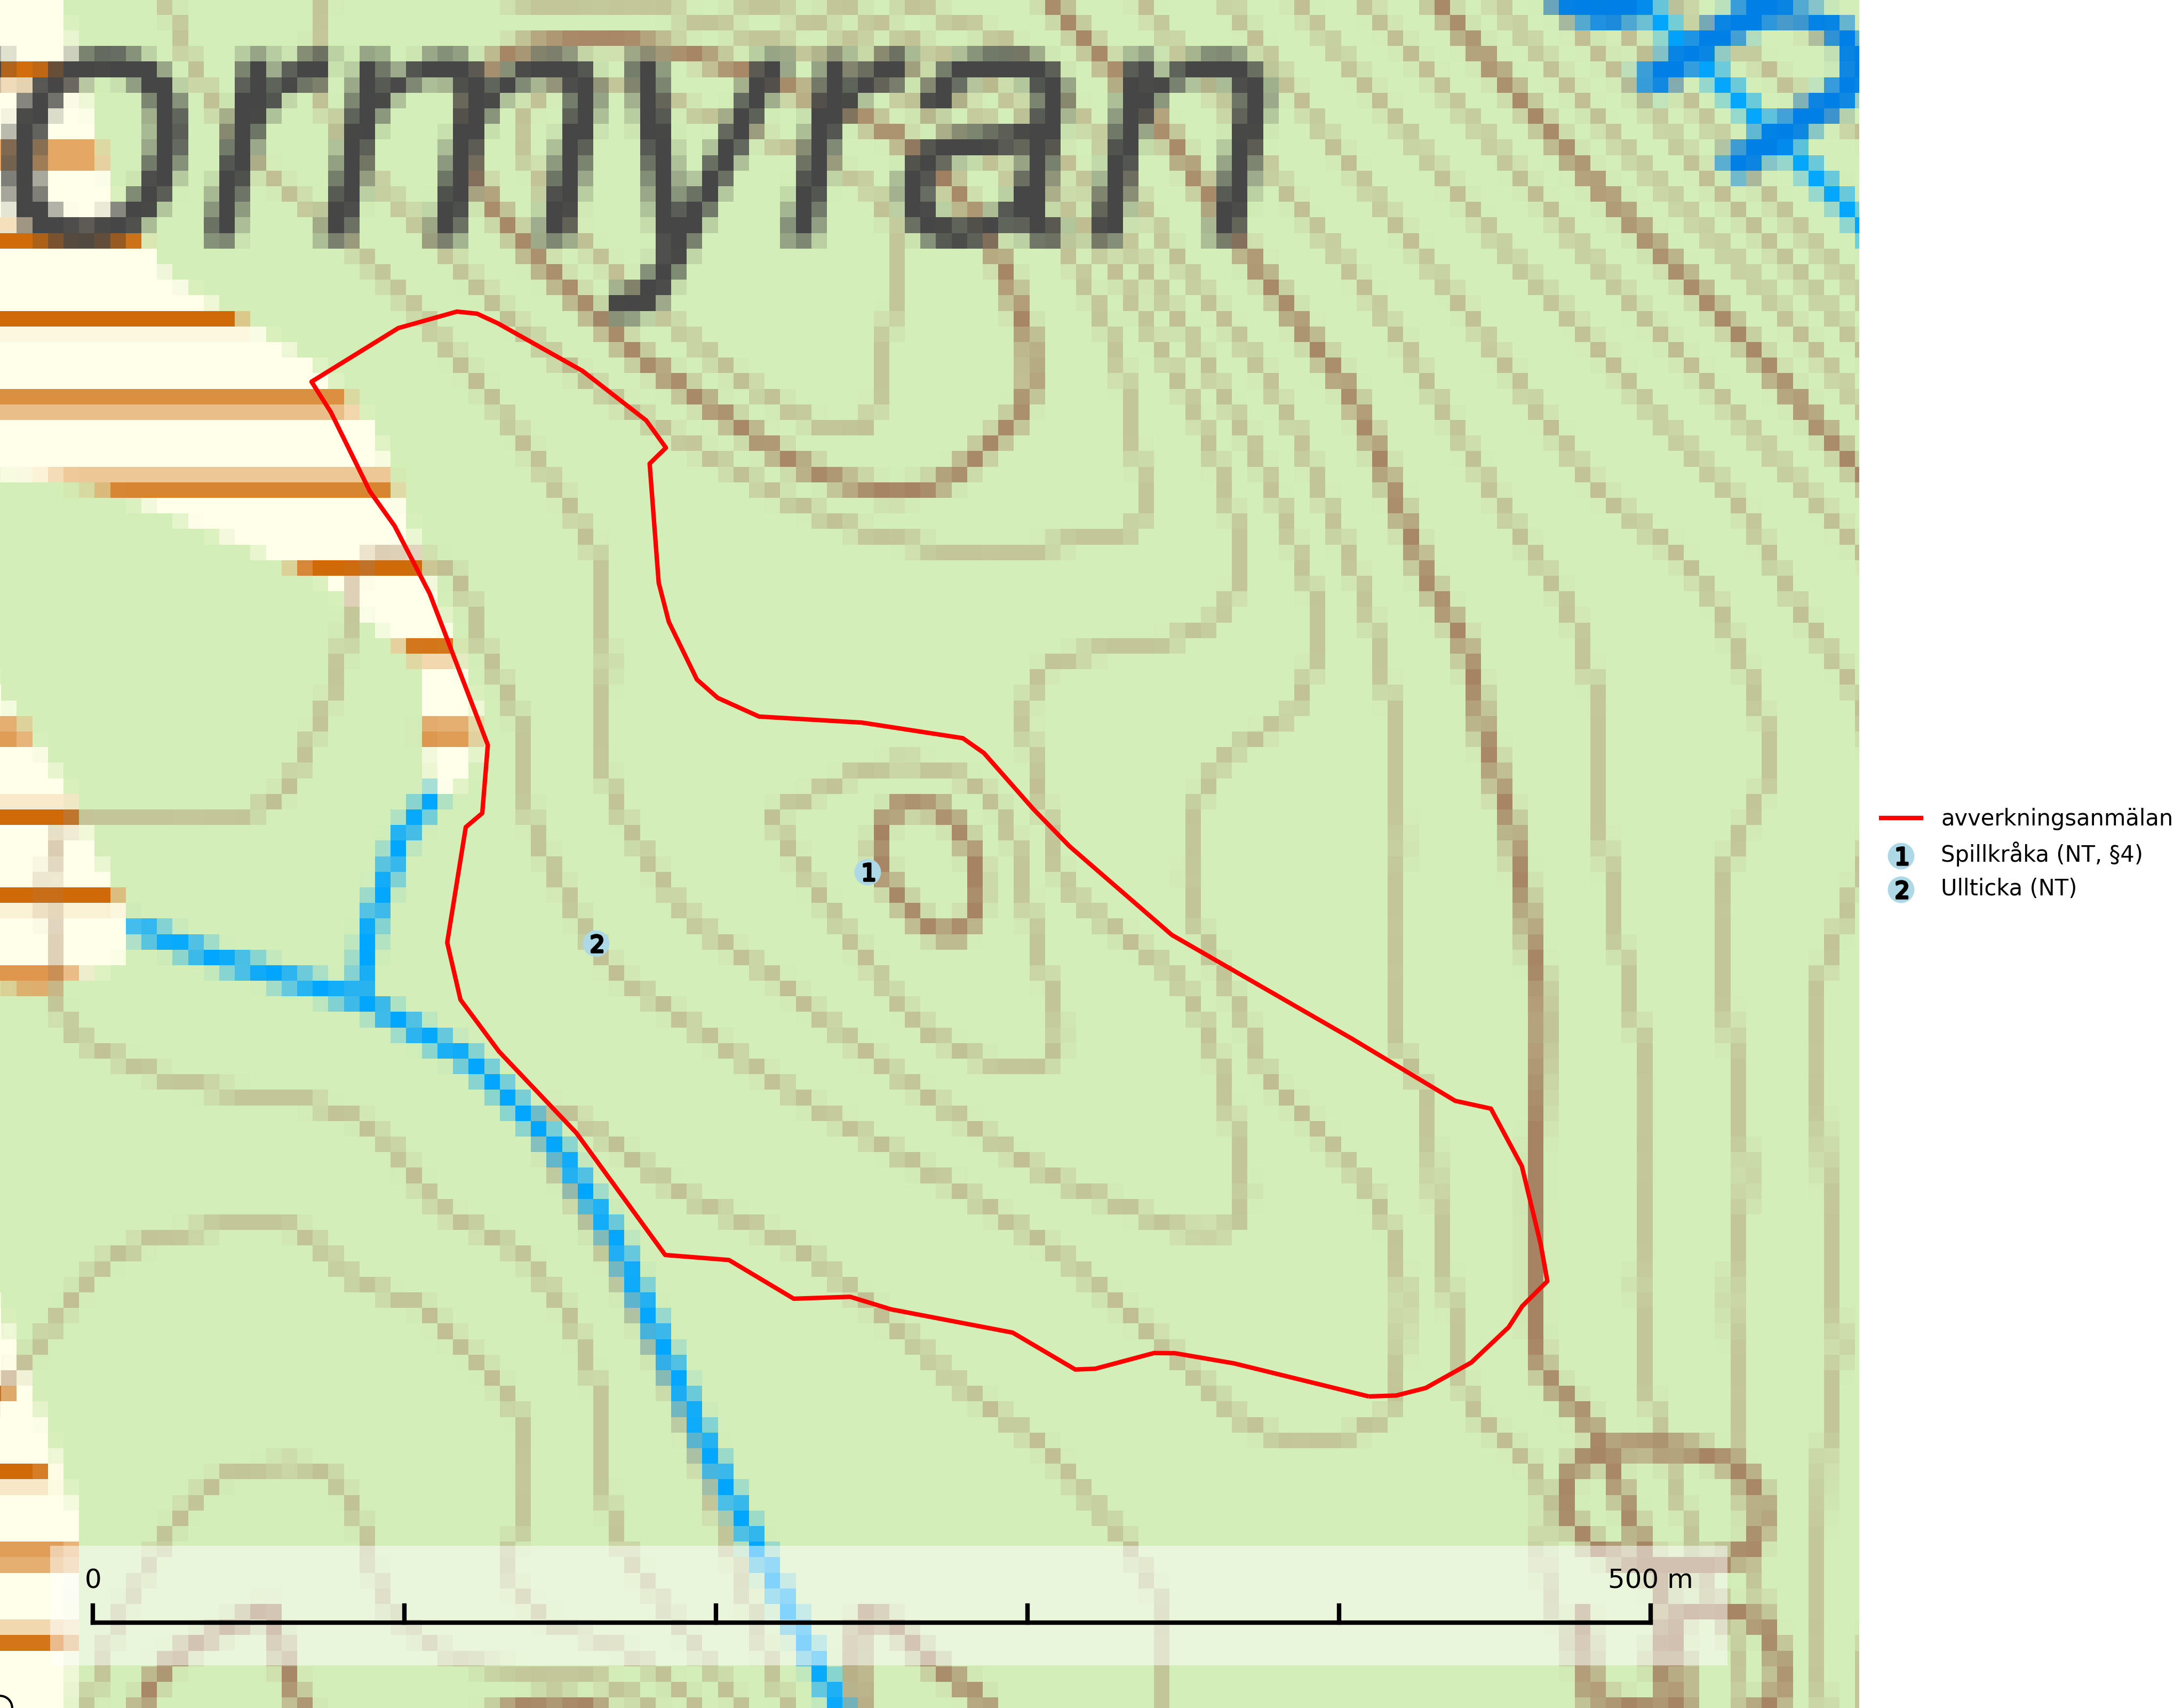 ormyran
avverkningsanmälan
1 Spillkråka (NT, §4)
2 Ullticka (NT)
1
2
0 500 m